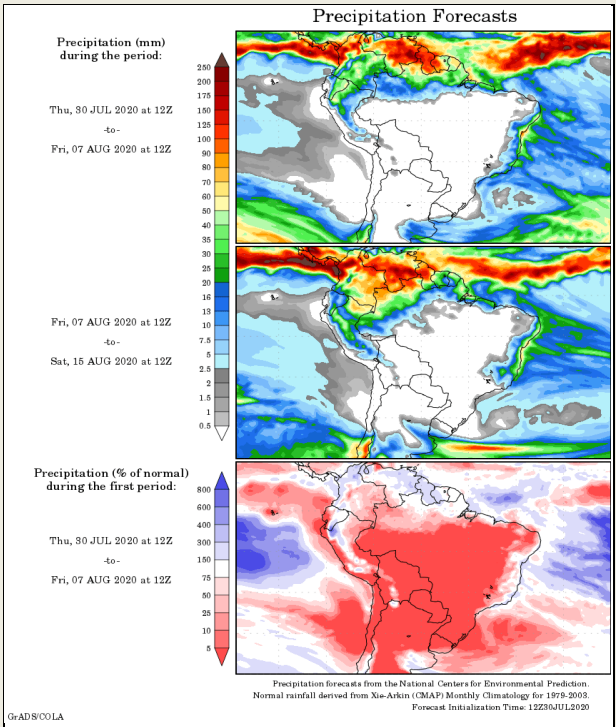 Precipitation Forecasts
Precipitation (mm)
during the period:
Thu, 30 JUL 2020 at 12Z
-to-
Fri, 07 AUG 2020 at 12Z
250
200
175
150
125
100
90
80
70
60
50
40
35
30
25
20
16
13
10
7.5
5
2.5
2
1.5
1
0.5
Fri, 07 AUG 2020 at 12Z
-to-
Sat, 15 AUG 2020 at 12Z
Precipitation (% of normal)
during the first period:
Thu, 30 JUL 2020 at 12Z
-to-
Fri, 07 AUG 2020 at 12Z
800
600
400
300
150
75
50
25
10
5
Precipitation forecasts from the National Centers for Environmental Prediction.
Normal rainfall derived from Xie-Arkin (CMAP) Monthly Climatology for 1979-2003.
Forecast Initialization Time: 12Z30JUL2020
GrADS/COLA